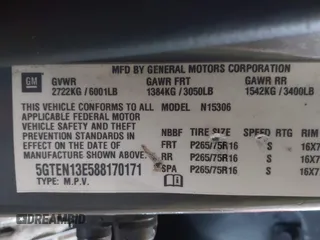 MFD BY GENERAL MOTORS CORPORATION
GM
GVWR GAWR FRT GAWR RR
2722KG / 6001LB 1384KG / 3050LB 1542KG / 3400LB
THIS VEHICLE CONFORMS TO ALL MODEL N15306
APPLICABLE FEDERAL MOTOR
VEHICLE SAFETY AND BUMPER NBBF TIRE SIZE SPEED RTG RIM
STANDARDS IN EFFECT ON THE FRT P265/75R16 S 16X7
DATE OF MANUFACTURE RR P265/75R16 S 16X7
SHOWN ABOVE. SPA P265/75R16 S 16X7
5GTEN13E588170171
TYPE: M.P.V.
DREAMBID